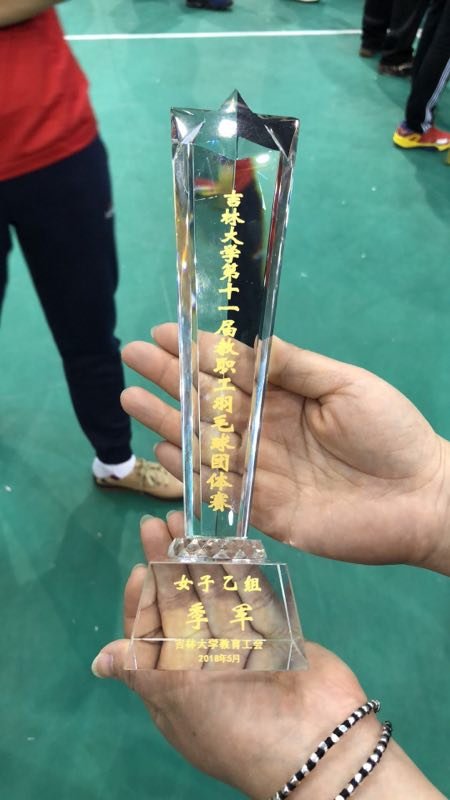 吉林大学第十一届教职工羽毛球团体赛
女子乙组
季军
吉林大学教育工会
2018年5月